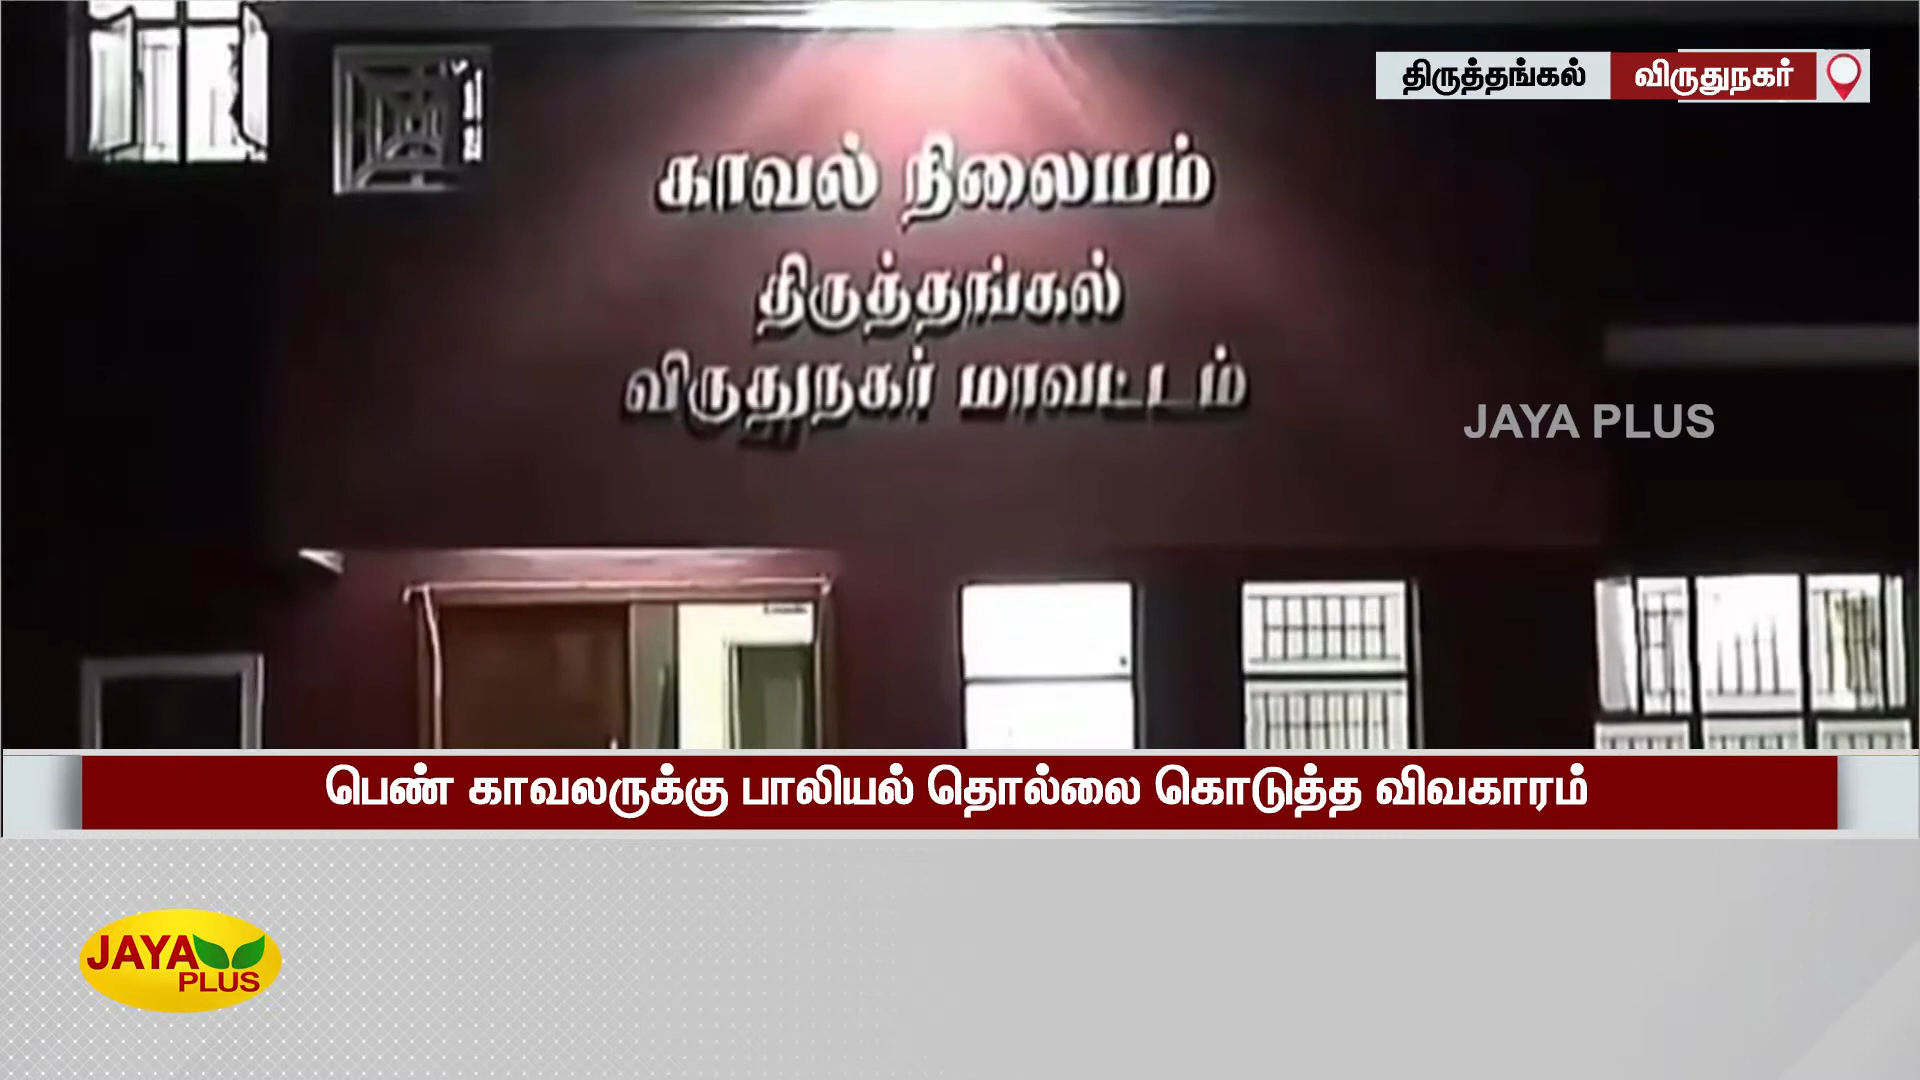 திருத்தங்கல் விருதுநகர்
காவல் நிலையம்
திருத்தங்கல்
விருதுநகர் மாவட்டம்
JAYA PLUS
பெண் காவலருக்கு பாலியல் தொல்லை கொடுத்த விவகாரம்
JAYA
PLUS